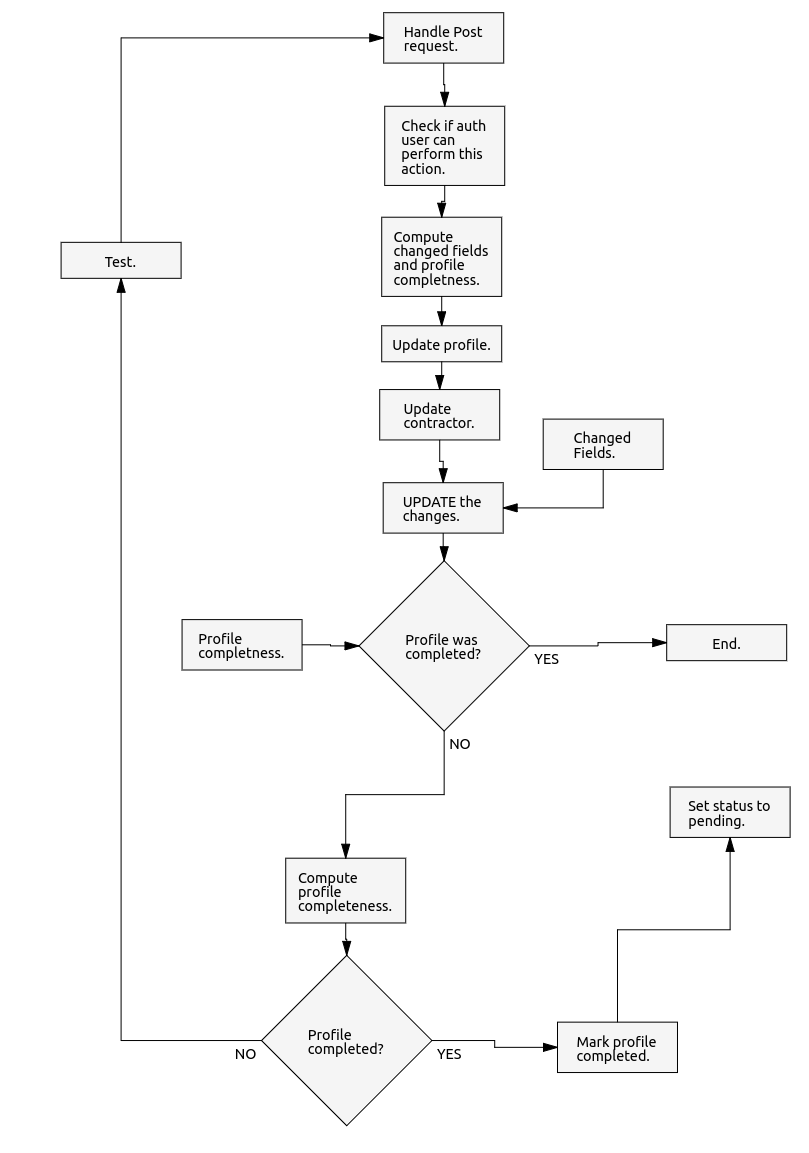 Handle Post
request.
Check if auth
user can
perform this
action.
Test.
Compute
changed fields
and profile
completness.
Update profile.
Update
contractor.
Changed
Fields.
UPDATE the
changes.
Profile
completness.
Profile was
completed?
YES
End.
NO
Set status to
pending.
Compute
profile
completeness.
Profile
completed?
NO
YES
Mark profile
completed.